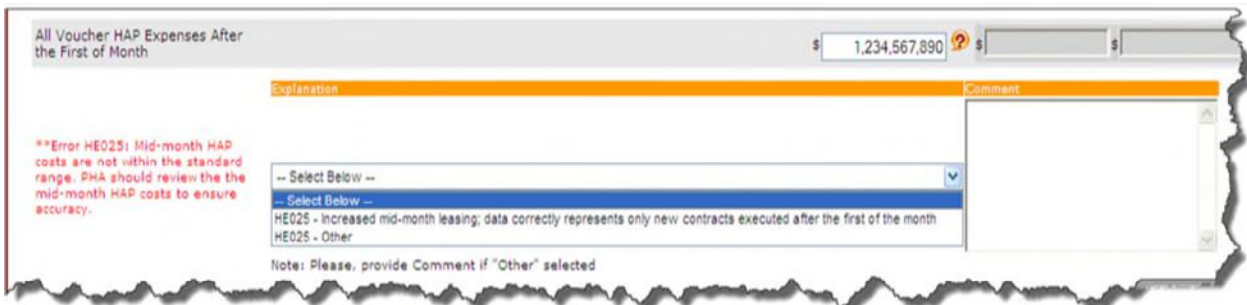 All Voucher HAP Expenses After
the First of Month
$ 1,234,567,890 ? $ $
Explanation Comment
**Error HE025: Mid-month HAP
costs are not within the standard
range. PHA should review the the
mid-month HAP costs to ensure
accuracy.
-- Select Below --
-- Select Below --
HE025 - Increased mid-month leasing; data correctly represents only new contracts executed after the first of the month
HE025 - Other
Note: Please, provide Comment if "Other" selected